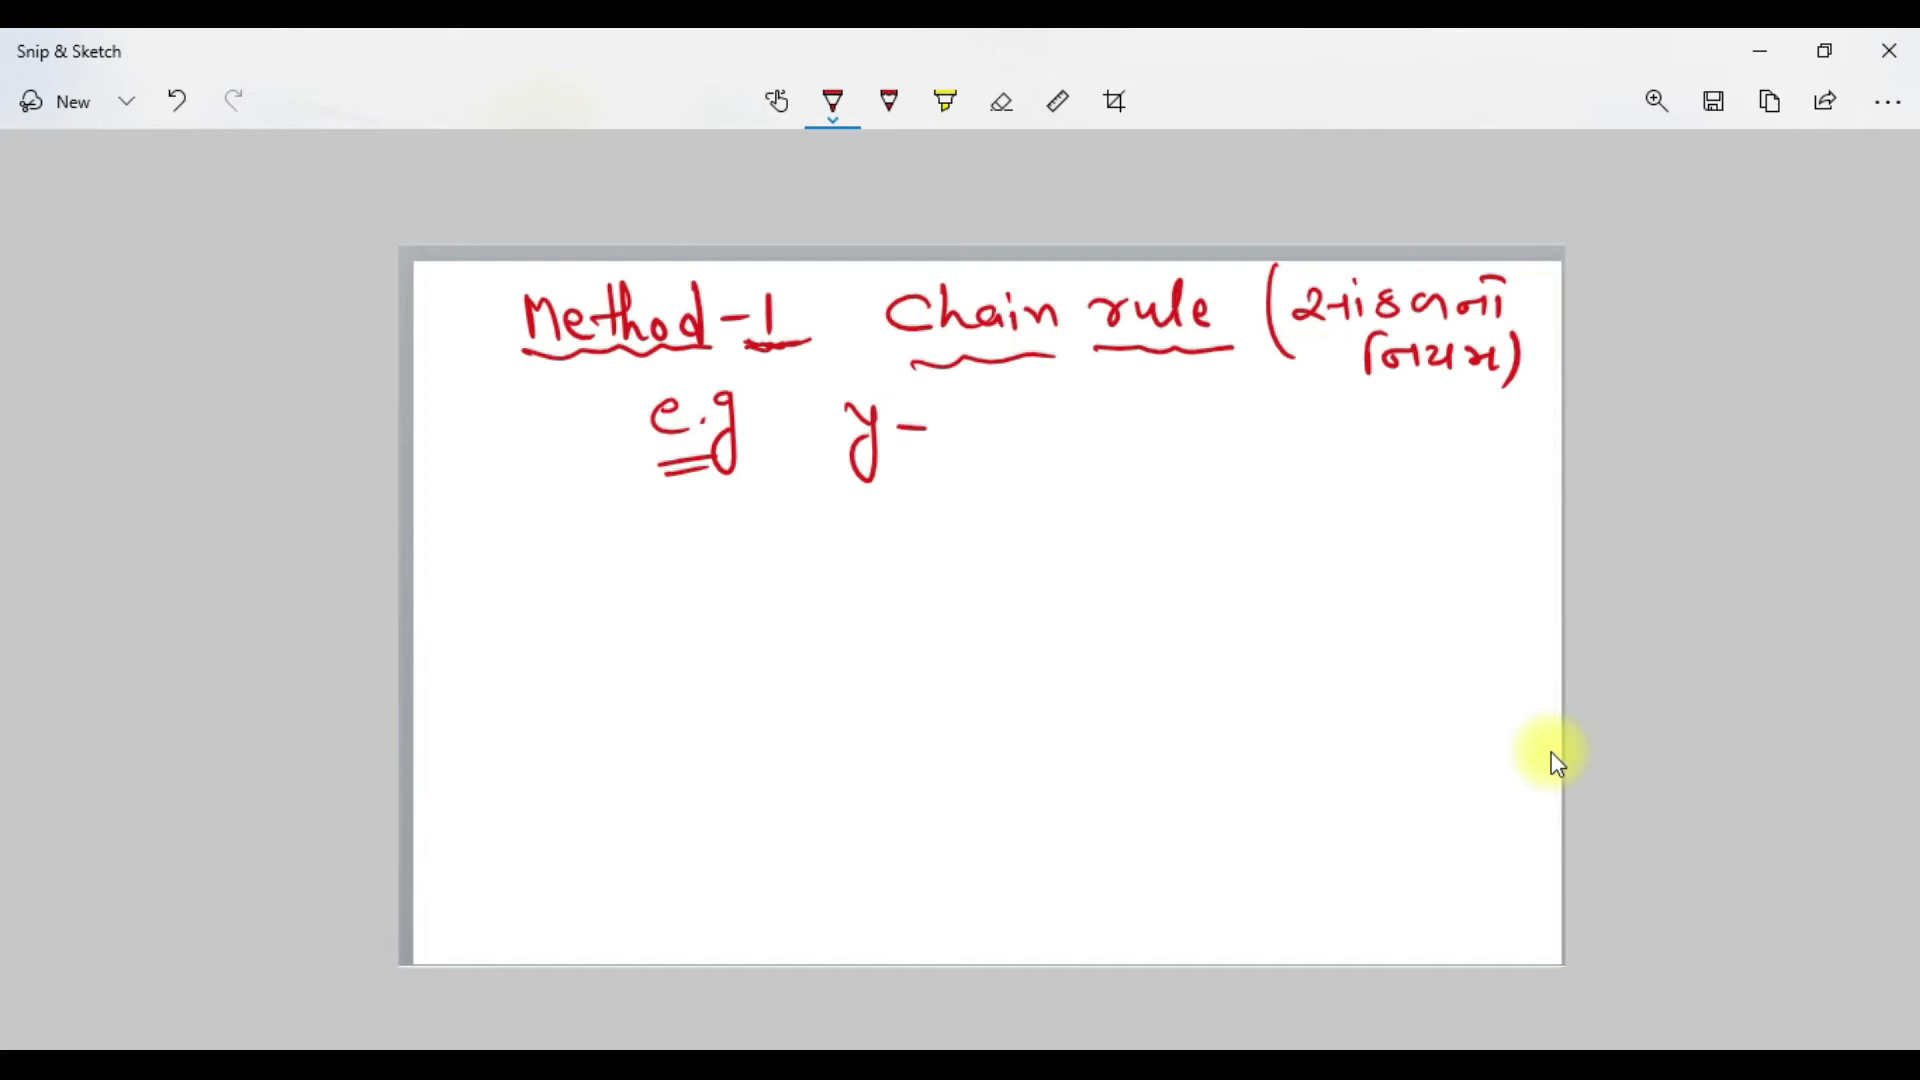 Snip & Sketch
New
Method-1 Chain rule (સાંકળનો
નિયમ)
e.g y -